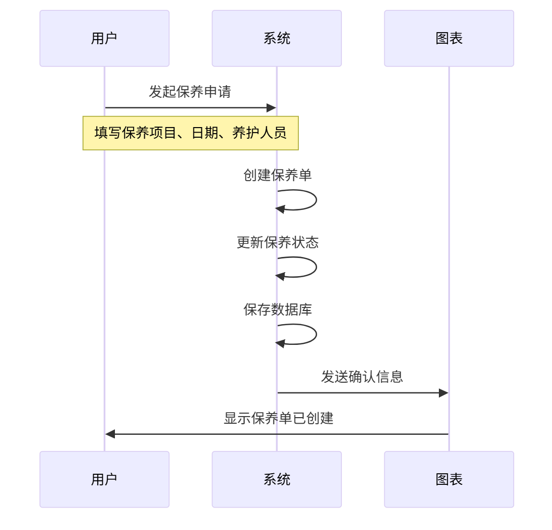 用户 系统 图表
发起保养申请
填写保养项目、日期、养护人员
创建保养单
更新保养状态
保存数据库
发送确认信息
显示保养单已创建
用户 系统 图表